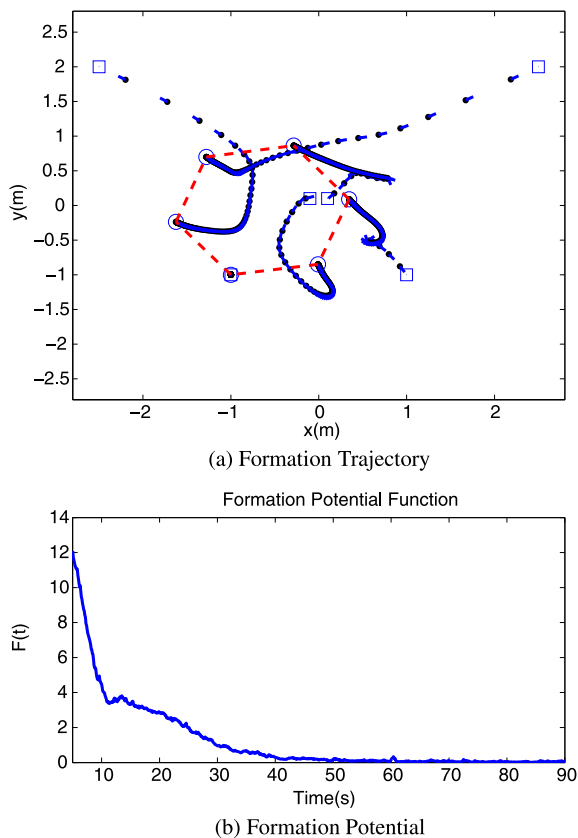 2.5
2
1.5
1
0.5
0
−0.5
−1
−1.5
−2
−2.5
y(m)
−2 −1 0 1 2
x(m)
(a) Formation Trajectory
Formation Potential Function
14
12
10
8
6
4
2
0
F(t)
10 20 30 40 50 60 70 80 90
Time(s)
(b) Formation Potential